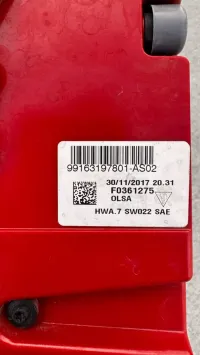 99163197801-AS02
30/11/2017 20.31
F0361275
OLSA
HWA.7 SW022 SAE